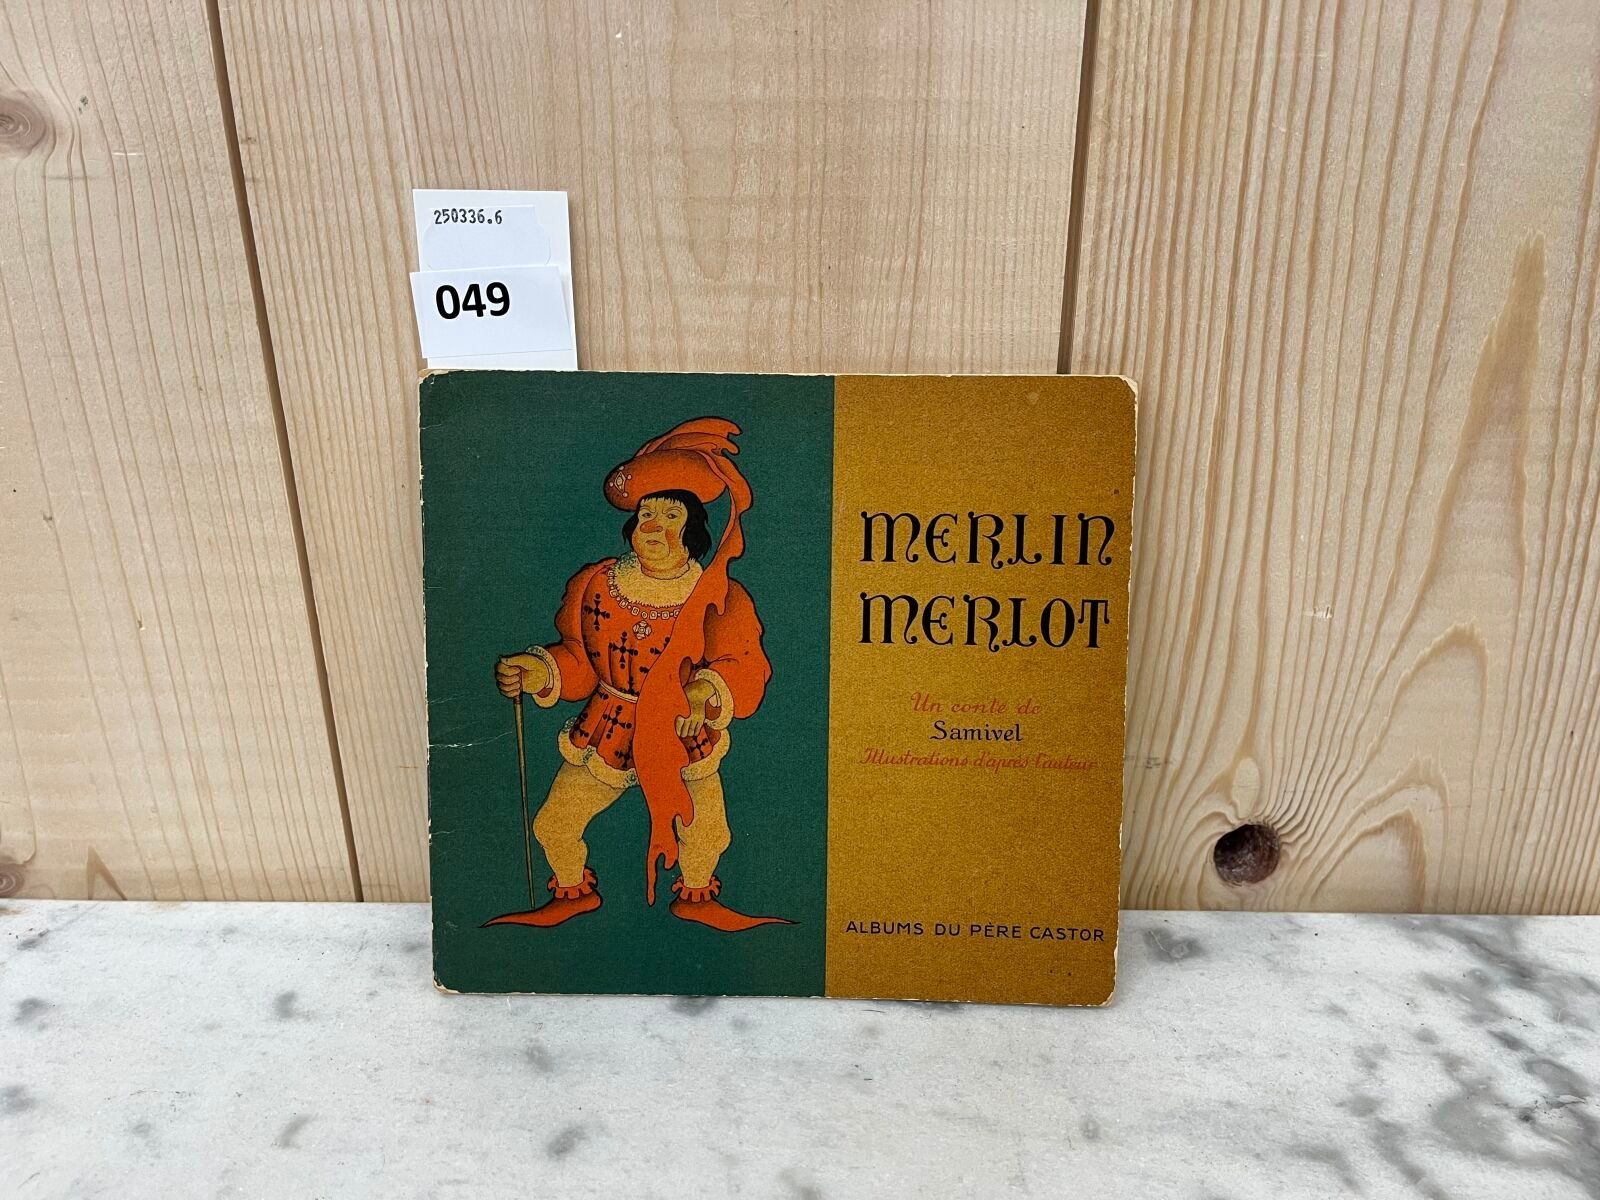 250336.6
049
MERLIN
MERLOT
Un conte de
Samivel
Illustrations d'après l'auteur
ALBUMS DU PÈRE CASTOR